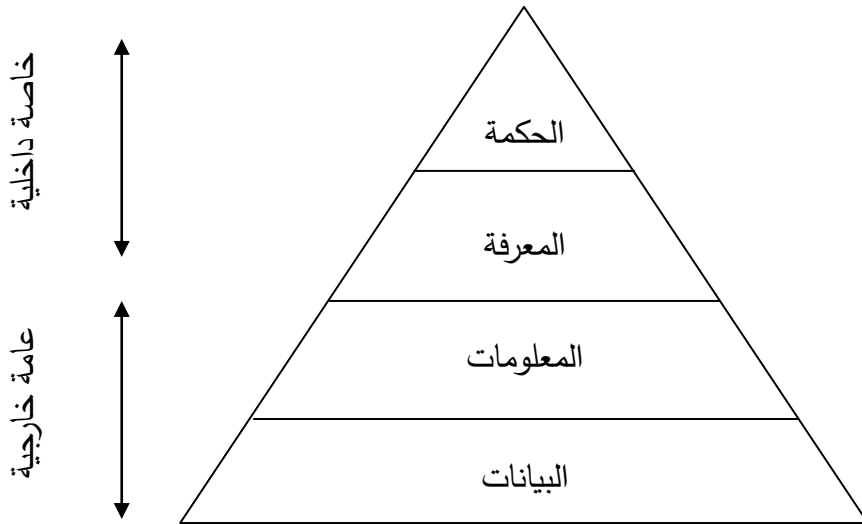 خاصة داخلية
الحكمة
المعرفة
عامة خارجية
المعلومات
البيانات